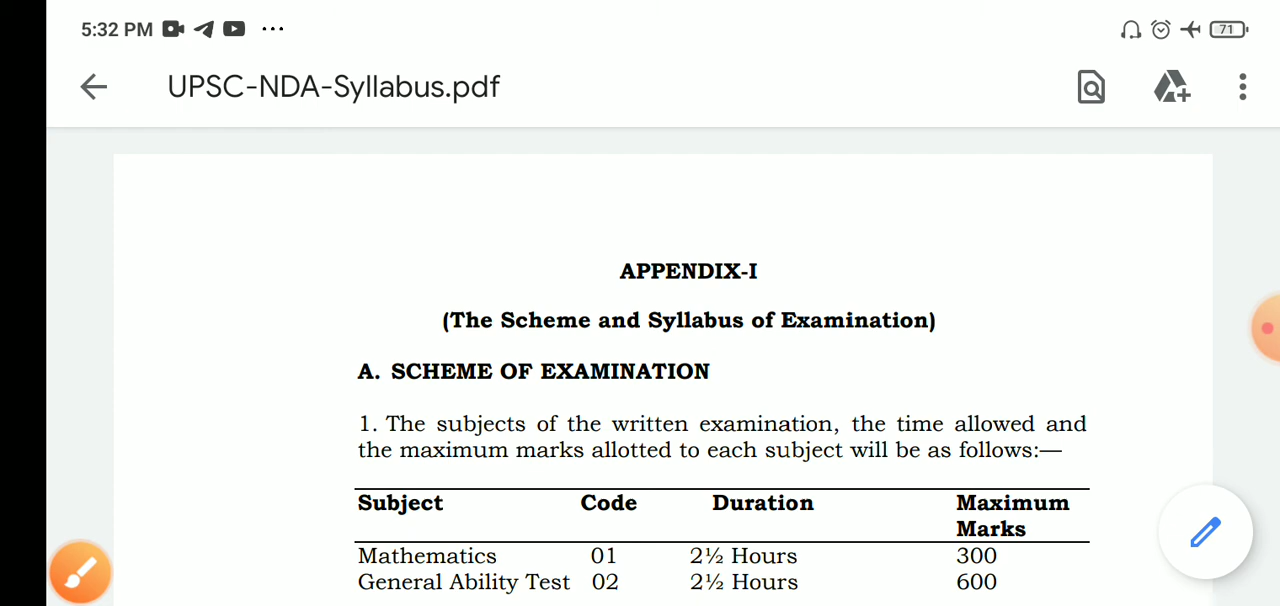 5:32 PM ... 71
UPSC-NDA-Syllabus.pdf
APPENDIX-I
(The Scheme and Syllabus of Examination)
A. SCHEME OF EXAMINATION
1. The subjects of the written examination, the time allowed and
the maximum marks allotted to each subject will be as follows:—
Subject Code Duration Maximum
Marks
Mathematics 01 2½ Hours 300
General Ability Test 02 2½ Hours 600